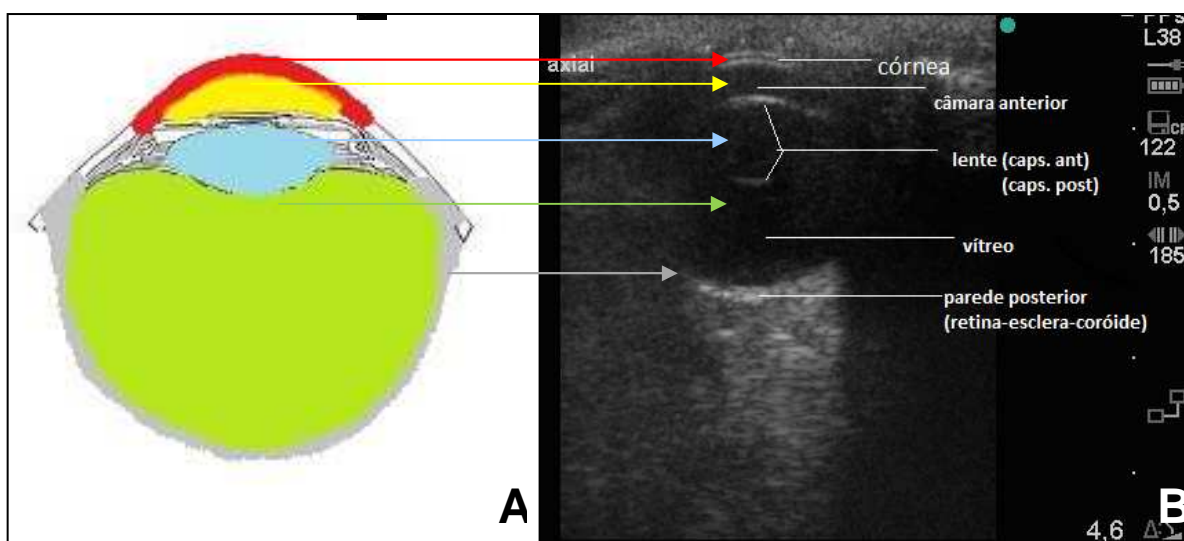 axial
córnea
câmara anterior
lente (caps. ant)
(caps. post)
vítreo
parede posterior
(retina-esclera-coróide)
A
L38
122
IM
0,5
185
4,6
B